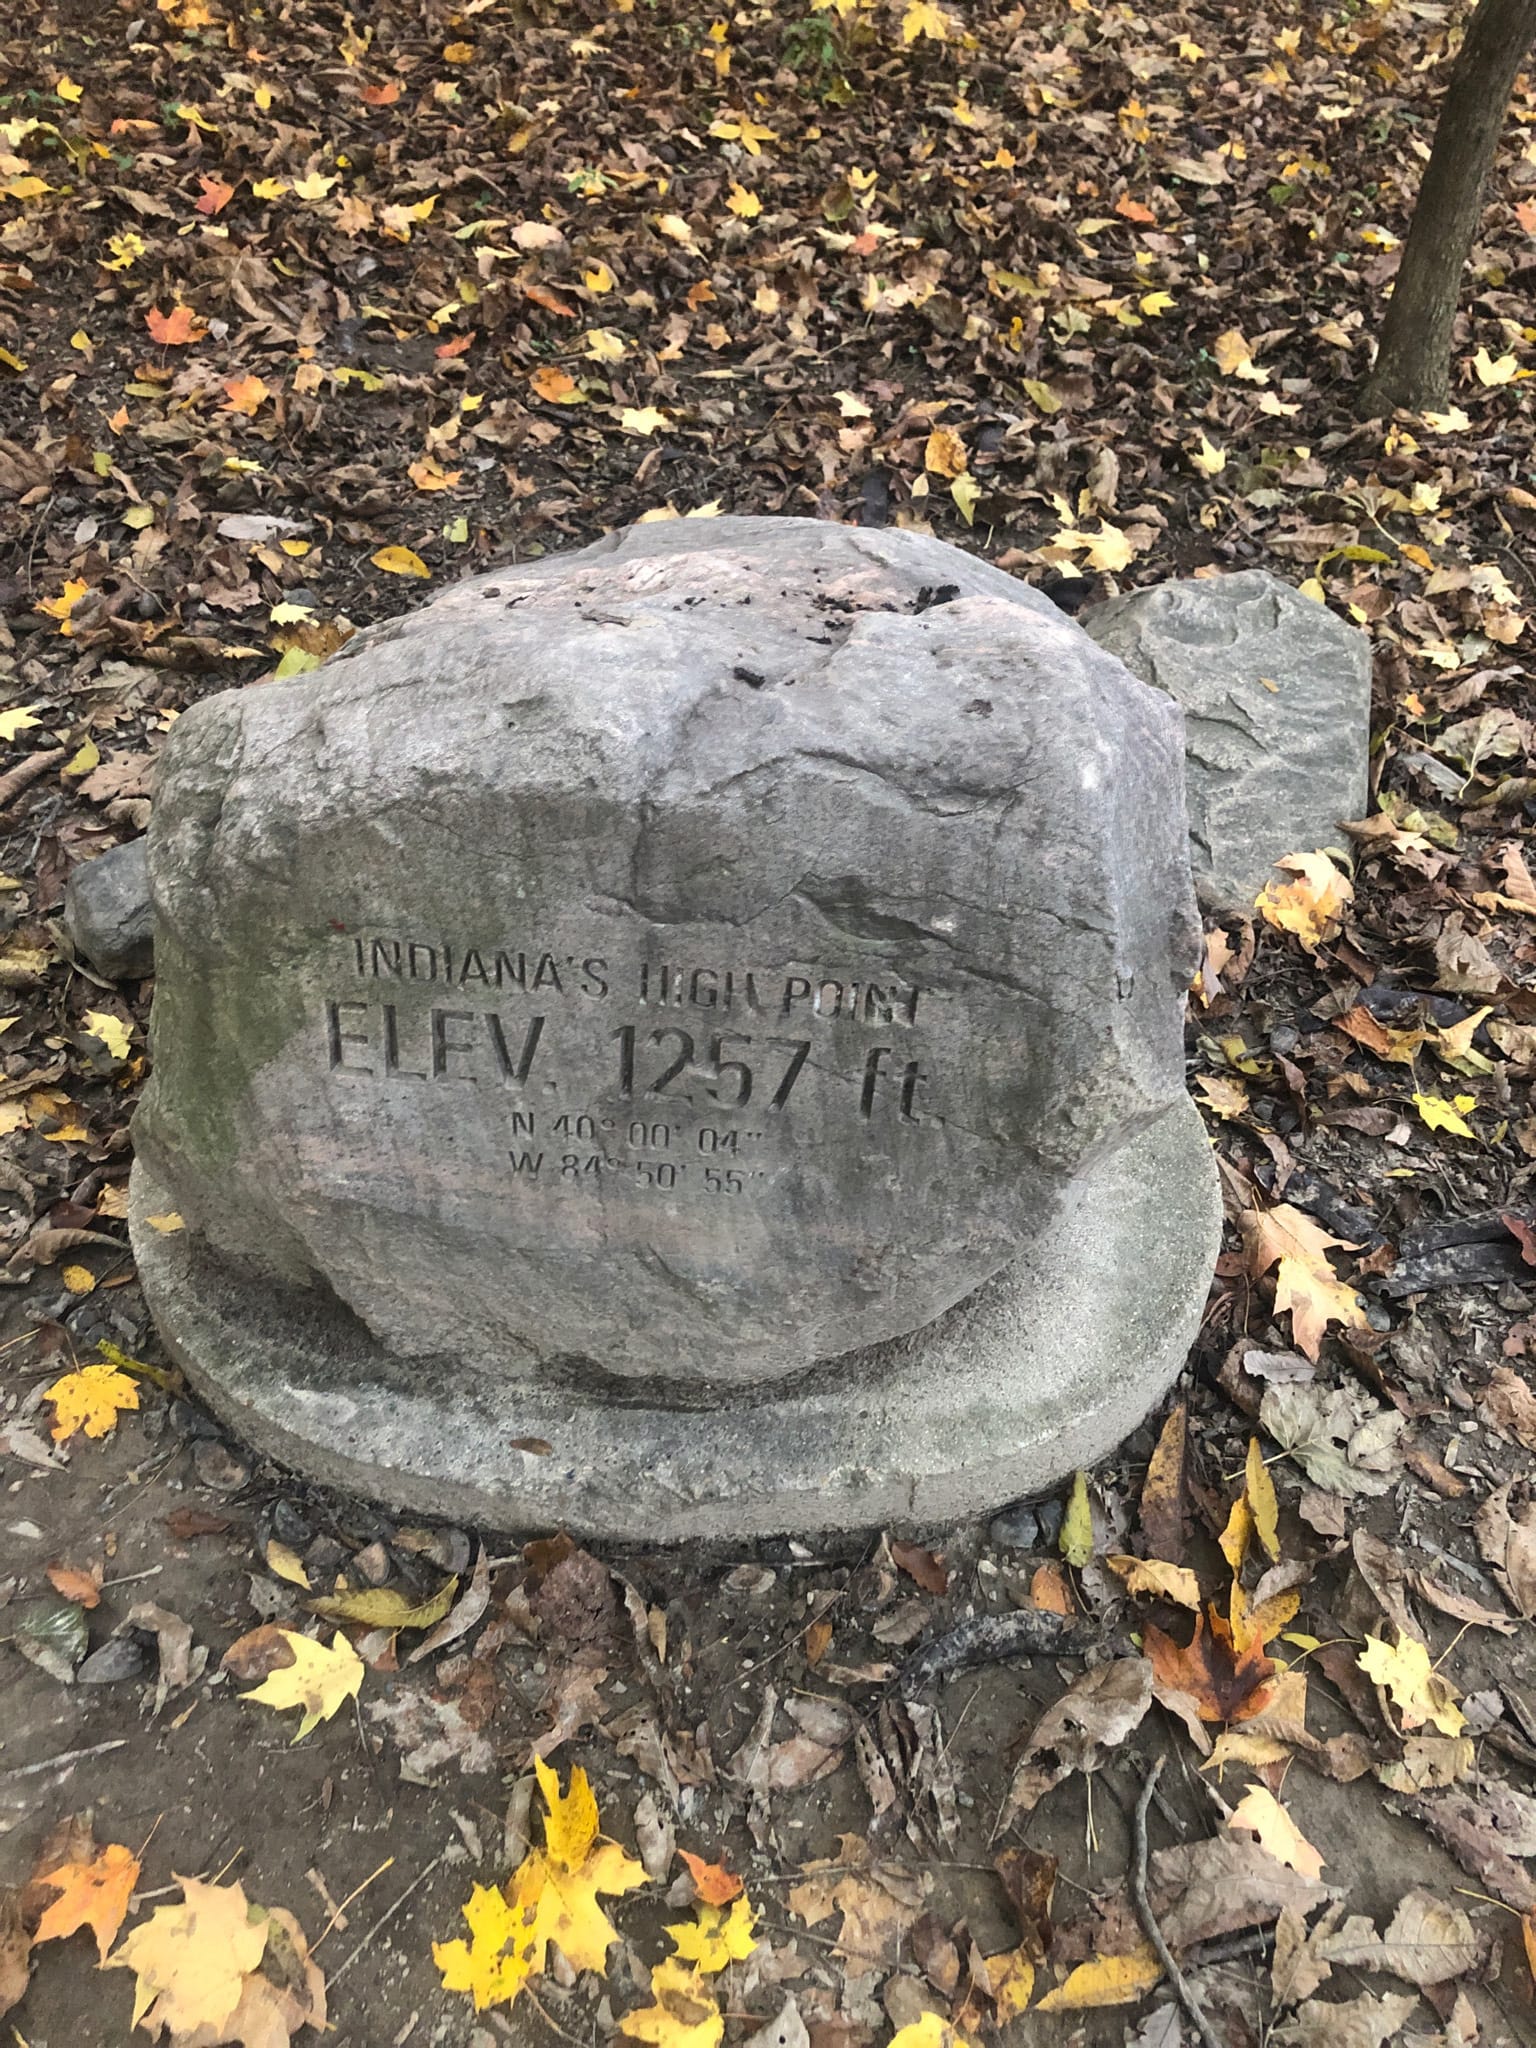 INDIANA'S HIGH POINT
ELEV. 1257 ft.
N 40° 00' 04"
W 84° 50' 55"